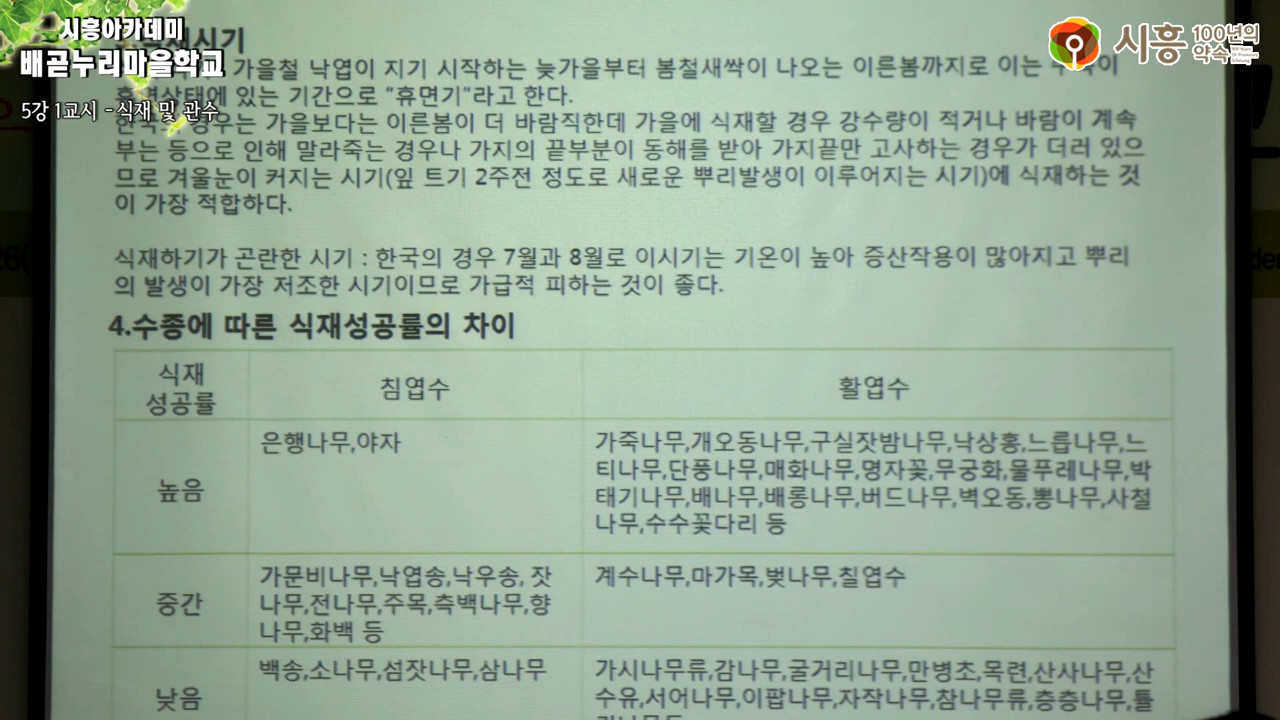 시흥아카데미
배곧누리마을학교
5강 1교시 - 식재 및 관수
시흥 100년의 약속
시기
가을철 낙엽이 지기 시작하는 늦가을부터 봄철새싹이 나오는 이른봄까지로 이는
상태에 있는 기간으로 "휴면기"라고 한다.
경우는 가을보다는 이른봄이 더 바람직한데 가을에 식재할 경우 강수량이 적거나 바람이 계속
부는 등으로 인해 말라죽는 경우나 가지의 끝부분이 동해를 받아 가지끝만 고사하는 경우가 더러 있으
므로 겨울눈이 커지는 시기(잎 트기 2주전 정도로 새로운 뿌리발생이 이루어지는 시기)에 식재하는 것
이 가장 적합하다.
식재하기가 곤란한 시기 : 한국의 경우 7월과 8월로 이시기는 기온이 높아 증산작용이 많아지고 뿌리
의 발생이 가장 저조한 시기이므로 가급적 피하는 것이 좋다.
4.수종에 따른 식재성공률의 차이
식재
성공률
침엽수
활엽수
높음
은행나무,야자
가죽나무,개오동나무,구실잣밤나무,낙상홍,느릅나무,느
티나무,단풍나무,매화나무,명자꽃,무궁화,물푸레나무,박
태기나무,배나무,배롱나무,버드나무,벽오동,뽕나무,사철
나무,수수꽃다리 등
중간
가문비나무,낙엽송,낙우송, 잣
나무,전나무,주목,측백나무,향
나무,화백 등
계수나무,마가목,벚나무,칠엽수
낮음
백송,소나무,섬잣나무,삼나무
가시나무류,감나무,굴거리나무,만병초,목련,산사나무,산
수유,서어나무,이팝나무,자작나무,참나무류,층층나무,튤